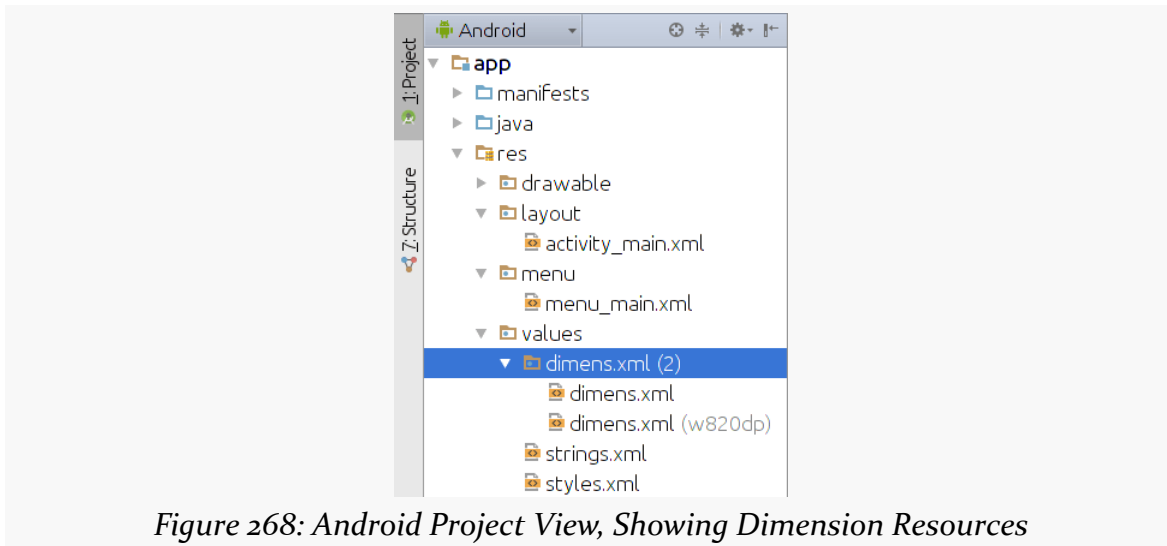 Android
1: Project
7: Structure
app
manifests
java
res
drawable
layout
activity_main.xml
menu
menu_main.xml
values
dimens.xml (2)
dimens.xml
dimens.xml (w820dp)
strings.xml
styles.xml
Figure 268: Android Project View, Showing Dimension Resources